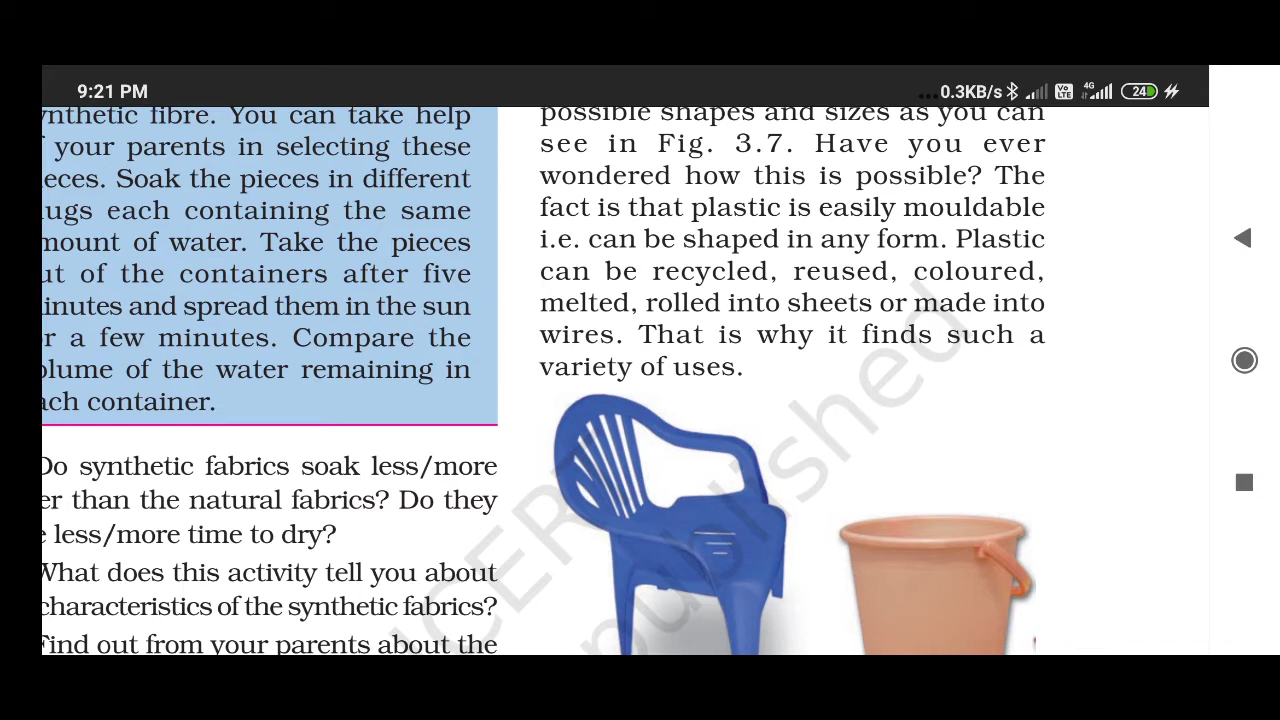 9:21 PM
...0.3KB/s
Vo
LTE
4G
24
ynthetic fibre. You can take help
your parents in selecting these
eces. Soak the pieces in different
ugs each containing the same
mount of water. Take the pieces
ut of the containers after five
inutes and spread them in the sun
r a few minutes. Compare the
olume of the water remaining in
ach container.
Do synthetic fabrics soak less/more
er than the natural fabrics? Do they
e less/more time to dry?
What does this activity tell you about
characteristics of the synthetic fabrics?
Find out from your parents about the
possible shapes and sizes as you can
see in Fig. 3.7. Have you ever
wondered how this is possible? The
fact is that plastic is easily mouldable
i.e. can be shaped in any form. Plastic
can be recycled, reused, coloured,
melted, rolled into sheets or made into
wires. That is why it finds such a
variety of uses.
NCERT
published